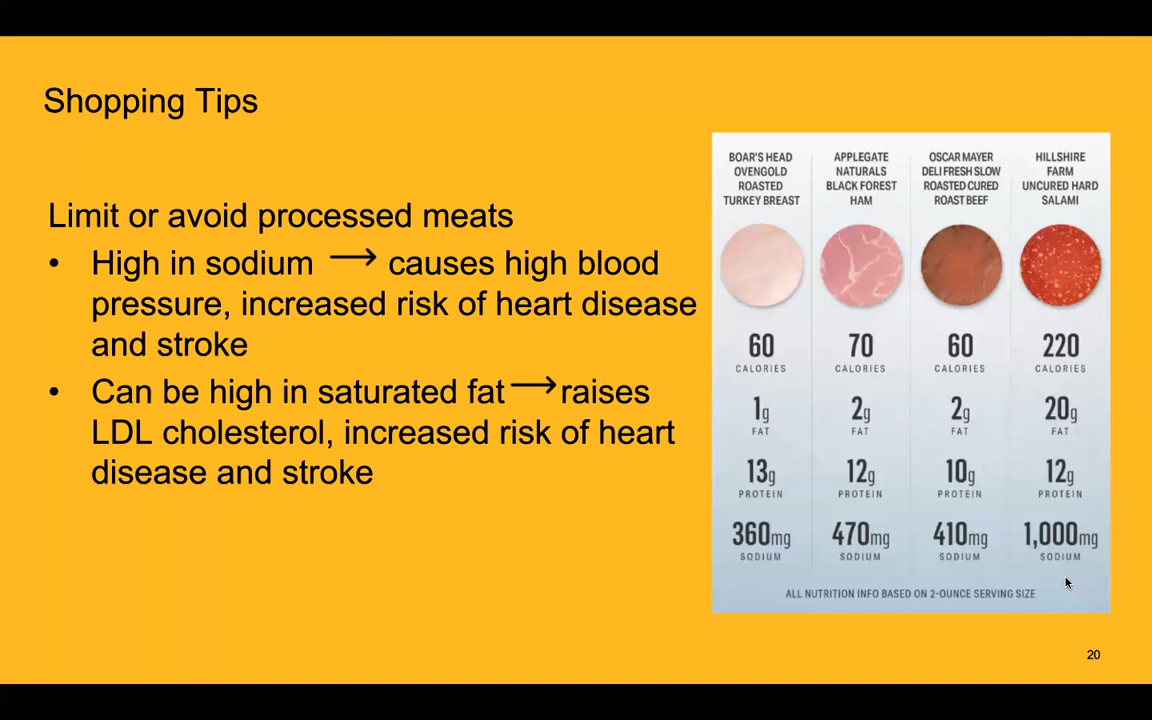 Shopping Tips
Limit or avoid processed meats
• High in sodium → causes high blood
pressure, increased risk of heart disease
and stroke
• Can be high in saturated fat → raises
LDL cholesterol, increased risk of heart
disease and stroke
BOAR'S HEAD
OVENGOLD
ROASTED
TURKEY BREAST
APPLEGATE
NATURALS
BLACK FOREST
HAM
OSCAR MAYER
DELI FRESH SLOW
ROASTED CURED
ROAST BEEF
HILLSHIRE
FARM
UNCURED HARD
SALAMI
60 70 60 220
CALORIES CALORIES CALORIES CALORIES
1g 2g 2g 20g
FAT FAT FAT FAT
13g 12g 10g 12g
PROTEIN PROTEIN PROTEIN PROTEIN
360mg 470mg 410mg 1,000mg
SODIUM SODIUM SODIUM SODIUM
ALL NUTRITION INFO BASED ON 2-OUNCE SERVING SIZE
20